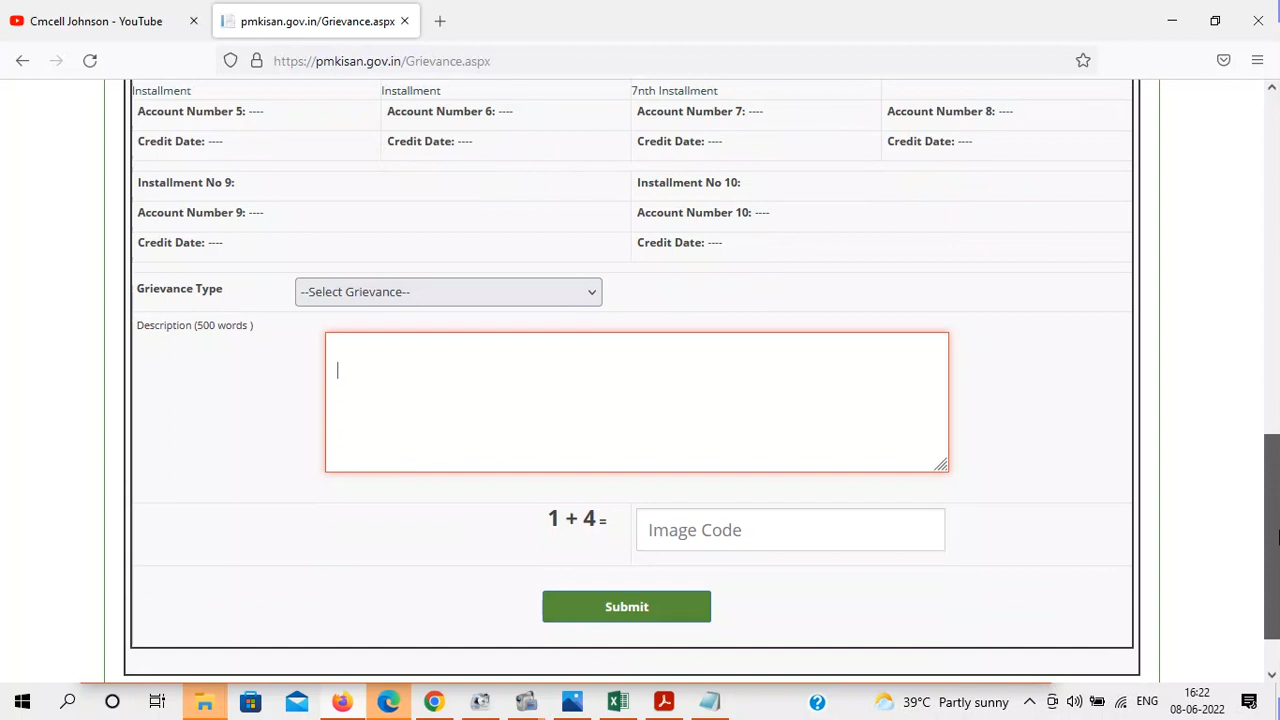 Cmcell Johnson - YouTube
pmkisan.gov.in/Grievance.aspx
https://pmkisan.gov.in/Grievance.aspx
Installment Installment 7nth Installment
Account Number 5: ---- Account Number 6: ---- Account Number 7: ---- Account Number 8: ----
Credit Date: ---- Credit Date: ---- Credit Date: ---- Credit Date: ----
Installment No 9: Installment No 10:
Account Number 9: ---- Account Number 10: ----
Credit Date: ---- Credit Date: ----
Grievance Type --Select Grievance--
Description (500 words )
1 + 4 = Image Code
Submit
39°C Partly sunny ENG 16:22
08-06-2022